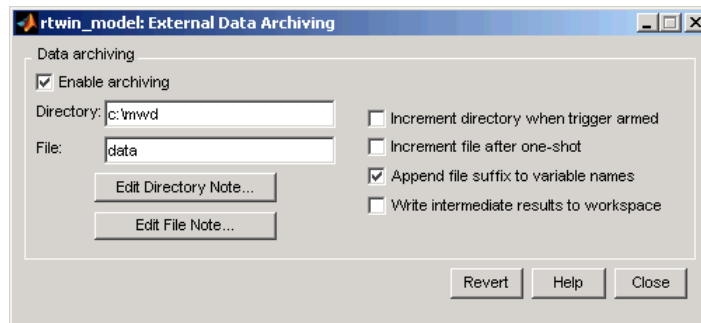 rtwin_model: External Data Archiving
Data archiving
Enable archiving
Directory: c:\mwd
File: data
Edit Directory Note...
Edit File Note...
Increment directory when trigger armed
Increment file after one-shot
Append file suffix to variable names
Write intermediate results to workspace
Revert Help Close